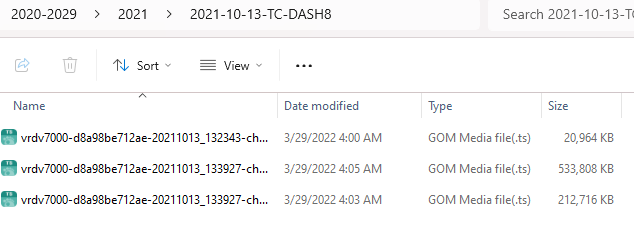 2020-2029 > 2021 > 2021-10-13-TC-DASH8 Search 2021-10-13-TC
Sort View ...
Name Date modified Type Size
vrdv7000-d8a98be712ae-20211013_132343-ch... 3/29/2022 4:00 AM GOM Media file(.ts) 20,964 KB
vrdv7000-d8a98be712ae-20211013_133927-ch... 3/29/2022 4:05 AM GOM Media file(.ts) 533,808 KB
vrdv7000-d8a98be712ae-20211013_133927-ch... 3/29/2022 4:03 AM GOM Media file(.ts) 212,716 KB